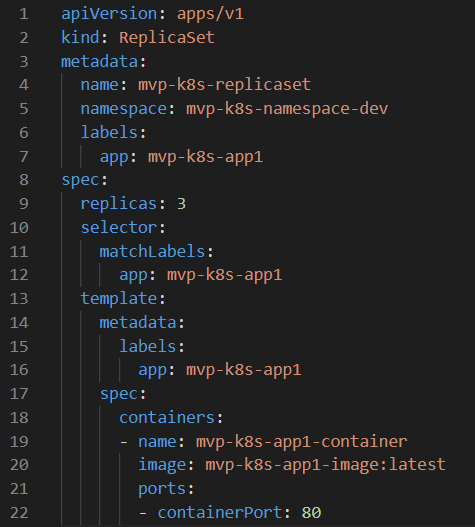 1 apiVersion: apps/v1
2 kind: ReplicaSet
3 metadata:
4   name: mvp-k8s-replicaset
5   namespace: mvp-k8s-namespace-dev
6   labels:
7     app: mvp-k8s-app1
8 spec:
9   replicas: 3
10   selector:
11     matchLabels:
12       app: mvp-k8s-app1
13   template:
14     metadata:
15       labels:
16         app: mvp-k8s-app1
17     spec:
18       containers:
19       - name: mvp-k8s-app1-container
20         image: mvp-k8s-app1-image:latest
21         ports:
22         - containerPort: 80